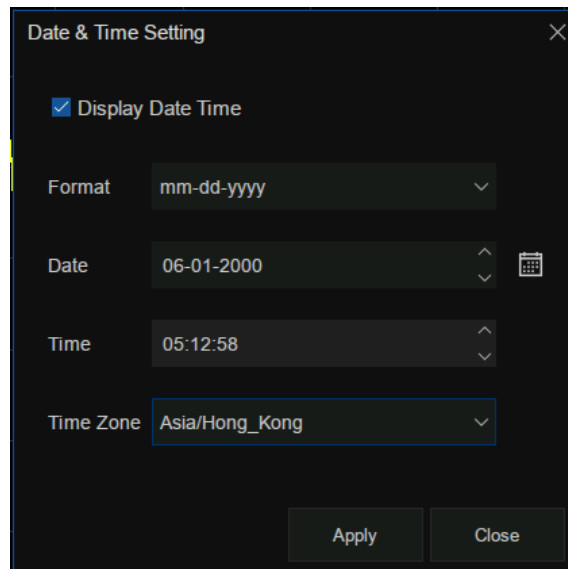 Date & Time Setting
Display Date Time
Format mm-dd-yyyy
Date 06-01-2000
Time 05:12:58
Time Zone Asia/Hong_Kong
Apply Close